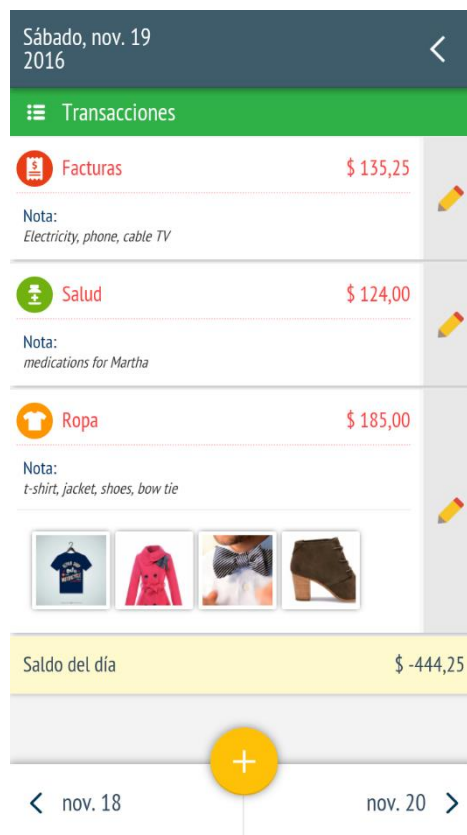 Sábado, nov. 19
2016
Transacciones
Facturas $ 135,25
Nota:
Electricity, phone, cable TV
Salud $ 124,00
Nota:
medications for Martha
Ropa $ 185,00
Nota:
t-shirt, jacket, shoes, bow tie
Saldo del día $ -444,25
nov. 18 nov. 20